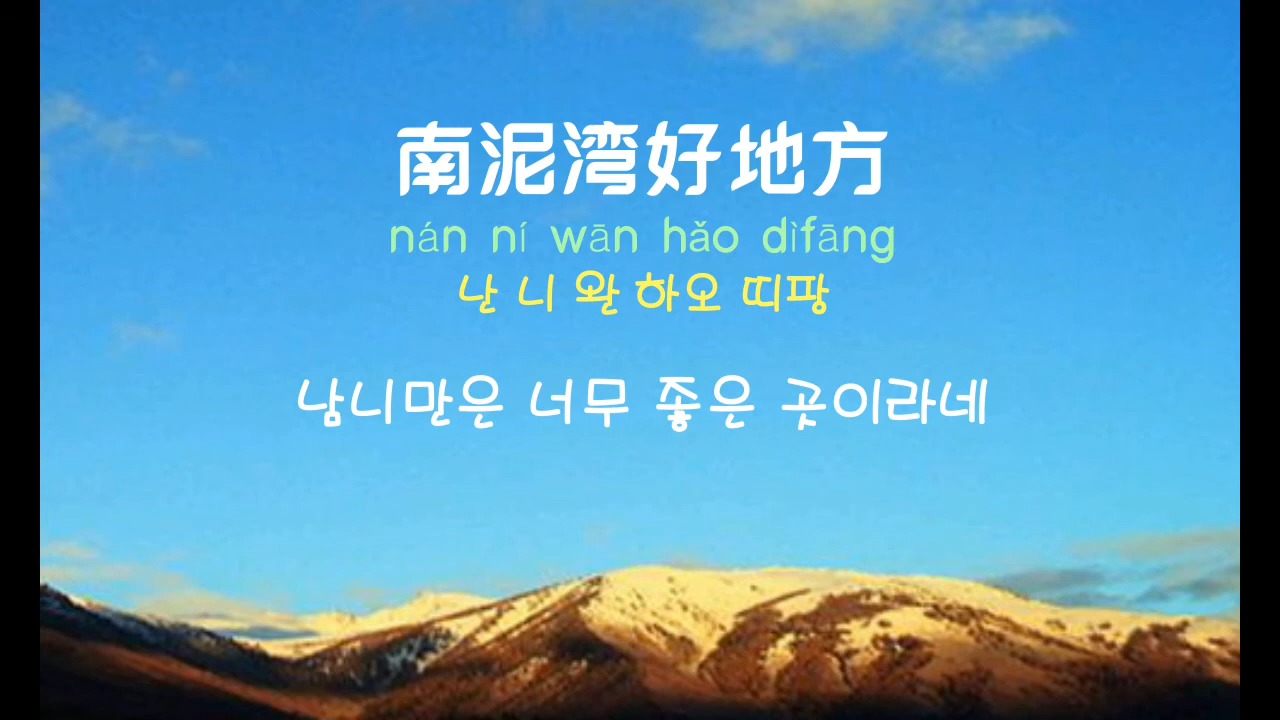 南泥湾好地方
nán ní wān hǎo dìfāng
난 니 완 하오 띠팡
남니만은 너무 좋은 곳이라네